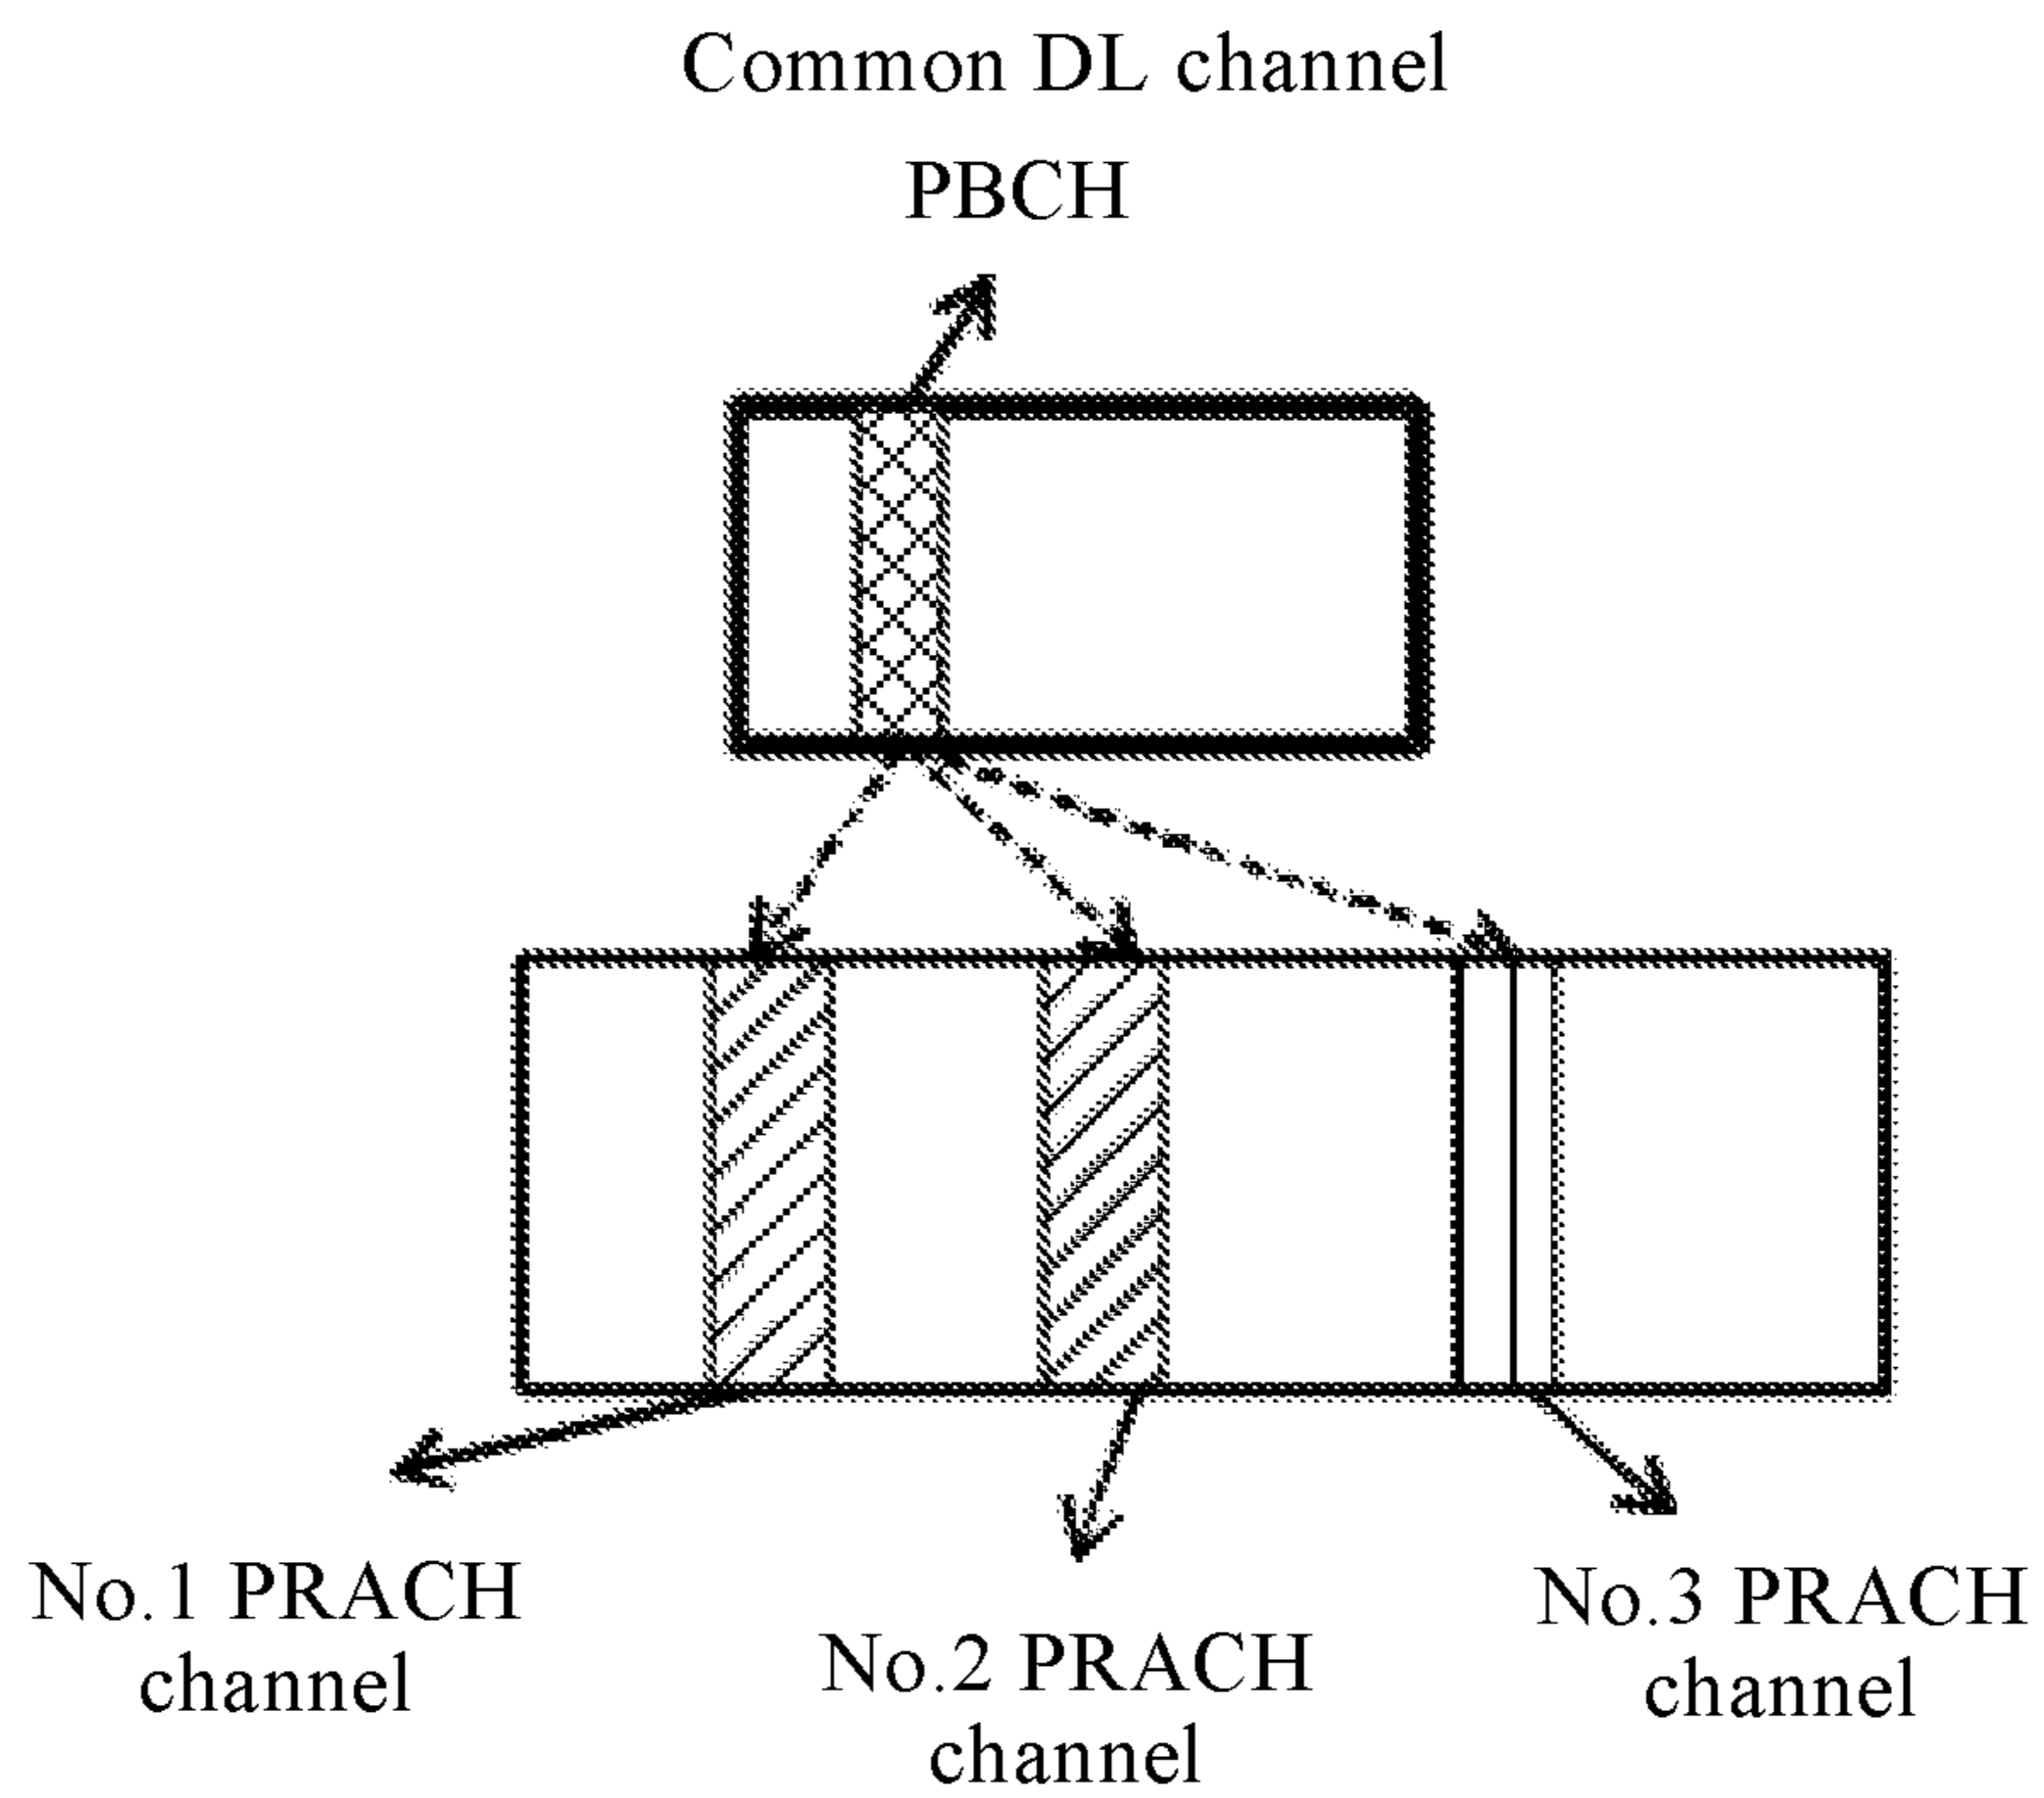 Common DL channel
PBCH
No.1 PRACH
channel
No.2 PRACH
channel
No.3 PRACH
channel